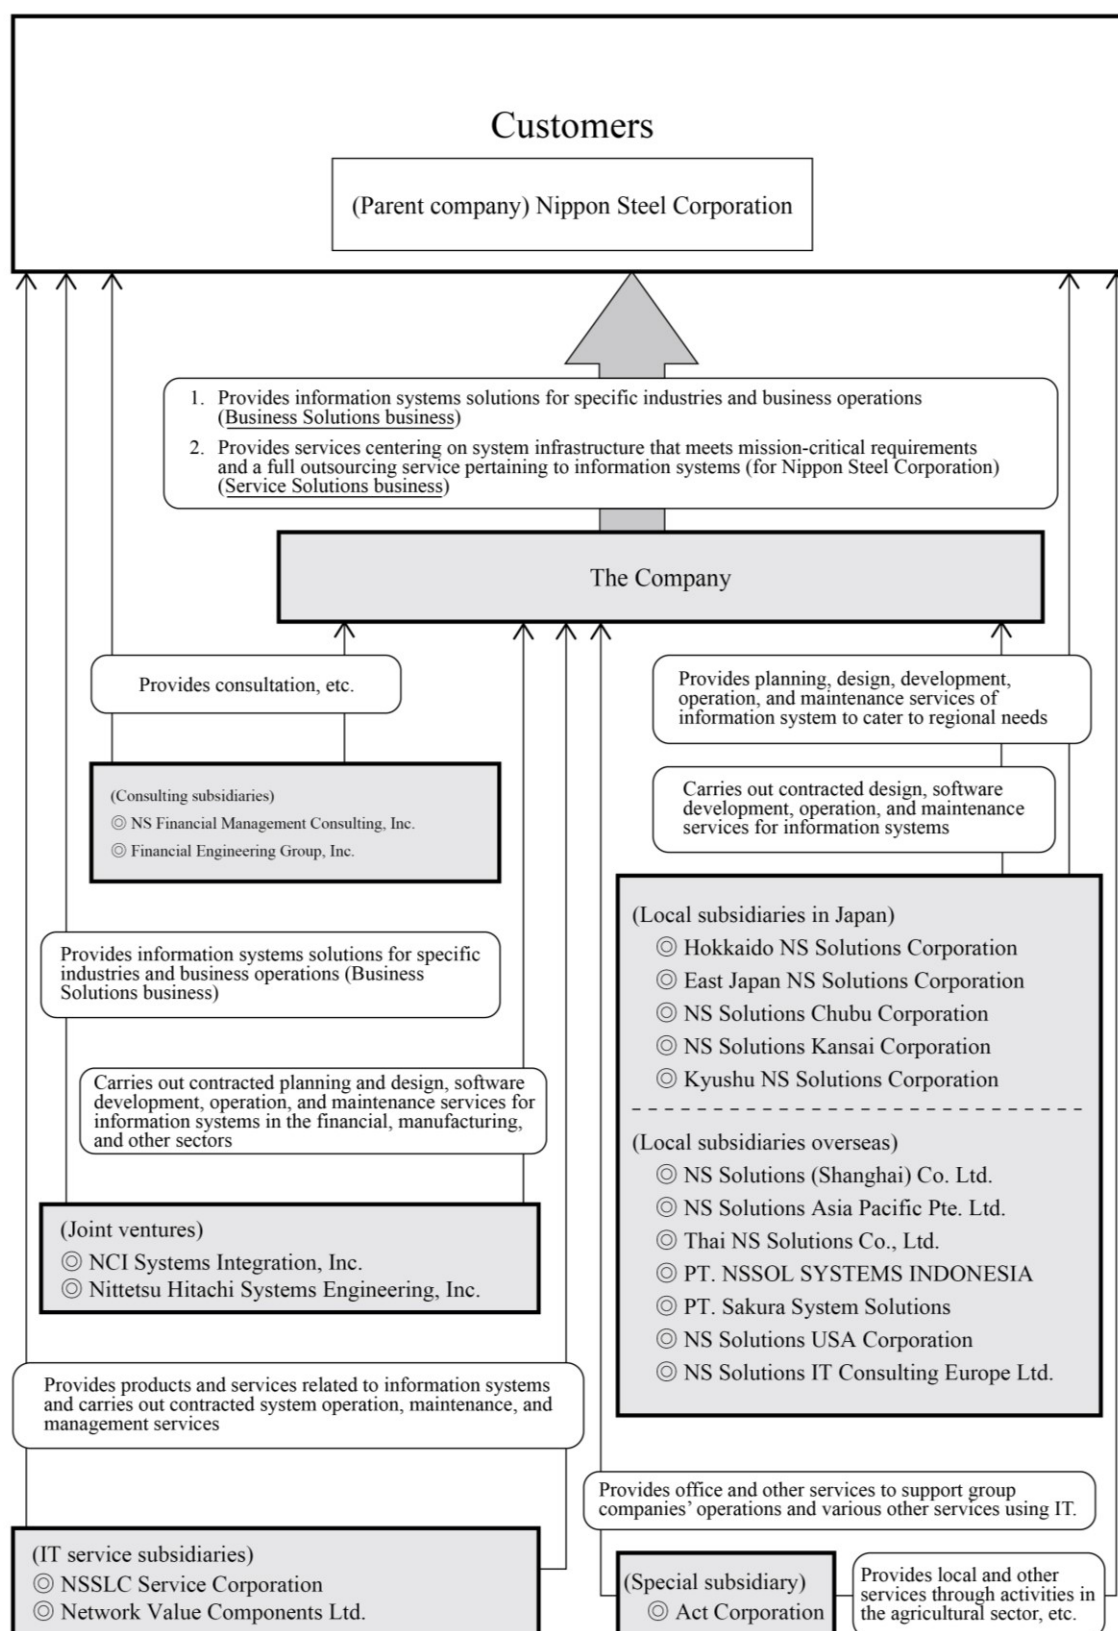 Customers
(Parent company) Nippon Steel Corporation
1. Provides information systems solutions for specific industries and business operations
(Business Solutions business)
2. Provides services centering on system infrastructure that meets mission-critical requirements
and a full outsourcing service pertaining to information systems (for Nippon Steel Corporation)
(Service Solutions business)
The Company
Provides consultation, etc.
Provides planning, design, development,
operation, and maintenance services of
information system to cater to regional needs
(Consulting subsidiaries)
◎ NS Financial Management Consulting, Inc.
◎ Financial Engineering Group, Inc.
Carries out contracted design, software
development, operation, and maintenance
services for information systems
Provides information systems solutions for specific
industries and business operations (Business
Solutions business)
Carries out contracted planning and design, software
development, operation, and maintenance services for
information systems in the financial, manufacturing,
and other sectors
(Local subsidiaries in Japan)
◎ Hokkaido NS Solutions Corporation
◎ East Japan NS Solutions Corporation
◎ NS Solutions Chubu Corporation
◎ NS Solutions Kansai Corporation
◎ Kyushu NS Solutions Corporation
(Local subsidiaries overseas)
◎ NS Solutions (Shanghai) Co. Ltd.
◎ NS Solutions Asia Pacific Pte. Ltd.
◎ Thai NS Solutions Co., Ltd.
◎ PT. NSSOL SYSTEMS INDONESIA
◎ PT. Sakura System Solutions
◎ NS Solutions USA Corporation
◎ NS Solutions IT Consulting Europe Ltd.
(Joint ventures)
◎ NCI Systems Integration, Inc.
◎ Nittetsu Hitachi Systems Engineering, Inc.
Provides products and services related to information systems
and carries out contracted system operation, maintenance, and
management services
Provides office and other services to support group
companies' operations and various other services using IT.
(IT service subsidiaries)
◎ NSSLC Service Corporation
◎ Network Value Components Ltd.
(Special subsidiary)
◎ Act Corporation
Provides local and other
services through activities in
the agricultural sector, etc.